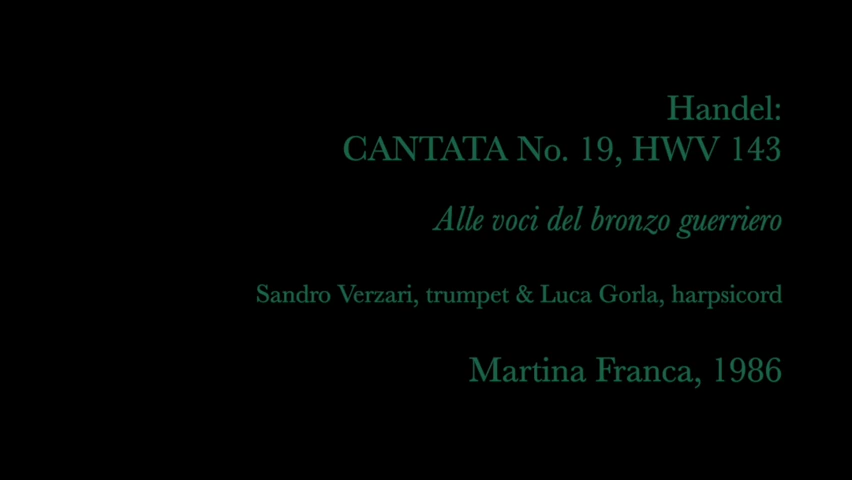 Handel:
CANTATA No. 19, HWV 143
Alle voci del bronzo guerriero
Sandro Verzari, trumpet & Luca Gorla, harpsicord
Martina Franca, 1986